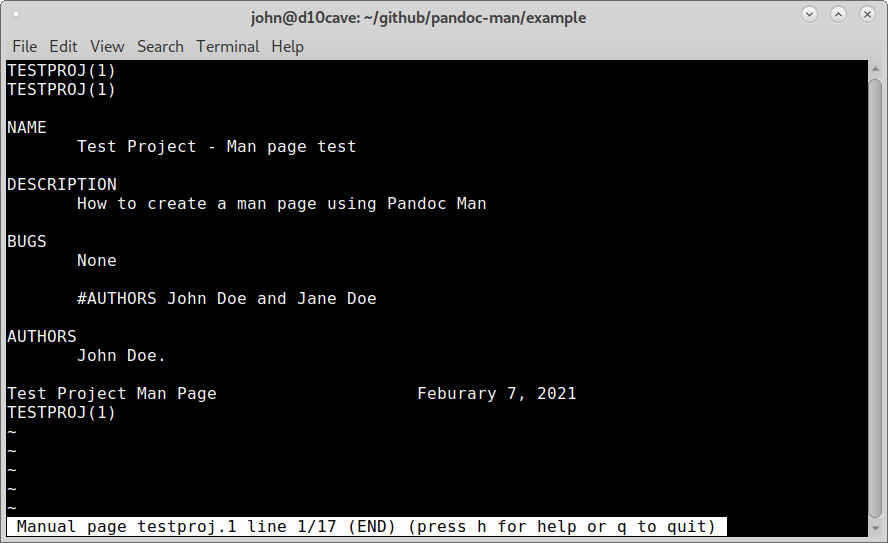 john@d10cave: ~/github/pandoc-man/example
File Edit View Search Terminal Help
TESTPROJ(1)
TESTPROJ(1)
NAME
Test Project - Man page test
DESCRIPTION
How to create a man page using Pandoc Man
BUGS
None
#AUTHORS John Doe and Jane Doe
AUTHORS
John Doe.
Test Project Man Page Feburary 7, 2021
TESTPROJ(1)
~
~
~
~
~
Manual page testproj.1 line 1/17 (END) (press h for help or q to quit)